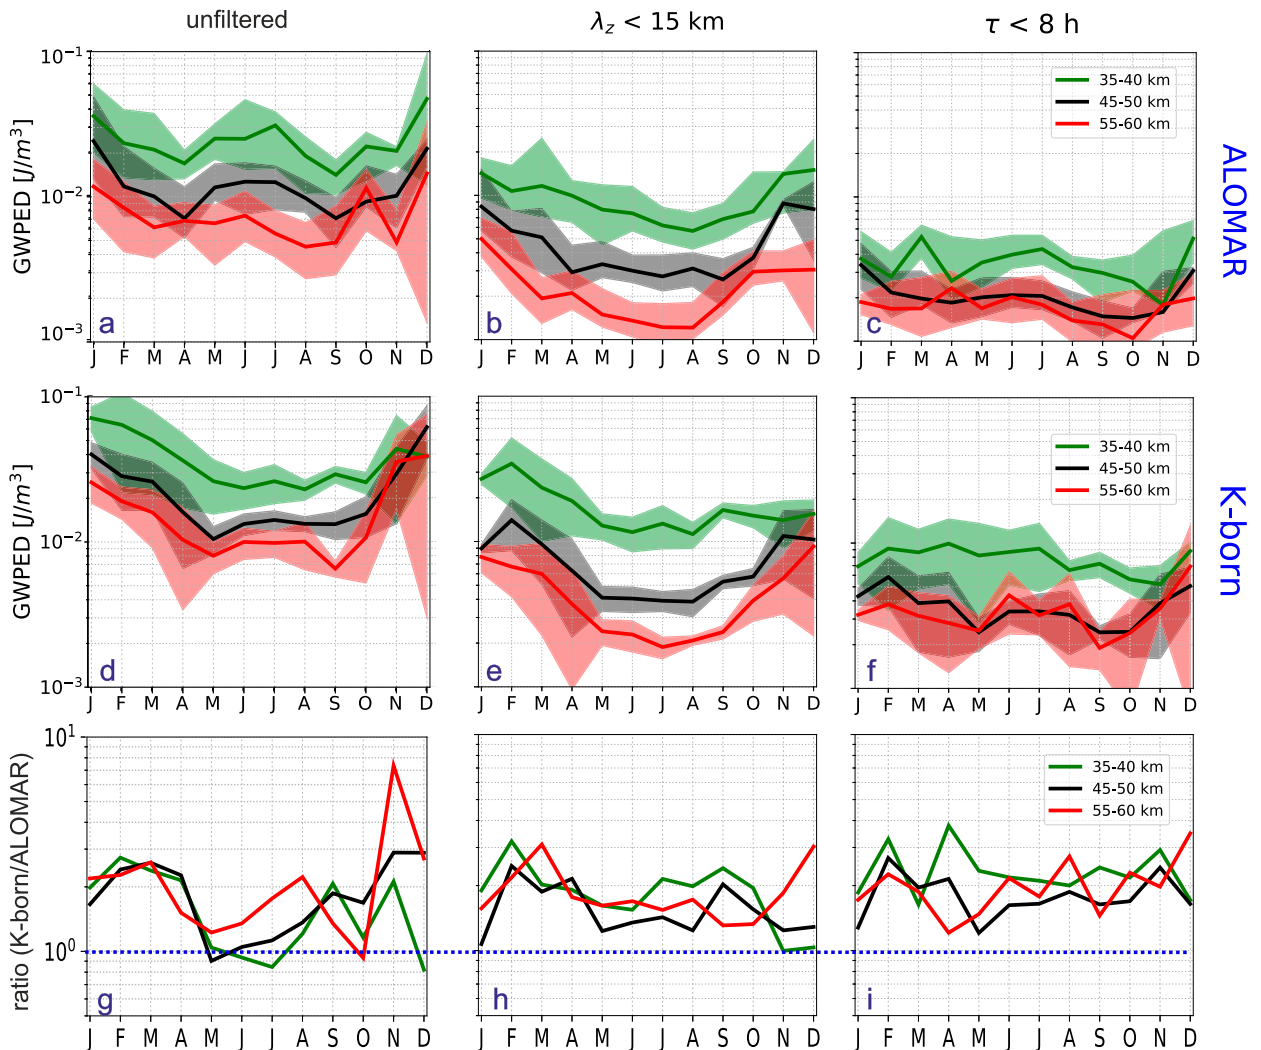 unfiltered
λz < 15 km
τ < 8 h
GWPED [J/m³]
10⁻¹
10⁻²
10⁻³
a
J F M A M J J A S O N D
b
J F M A M J J A S O N D
35-40 km
45-50 km
55-60 km
c
J F M A M J J A S O N D
ALOMAR
GWPED [J/m³]
10⁻¹
10⁻²
10⁻³
d
J F M A M J J A S O N D
e
J F M A M J J A S O N D
35-40 km
45-50 km
55-60 km
f
J F M A M J J A S O N D
K-born
ratio (K-born/ALOMAR)
10¹
10⁰
g
J F M A M J J A S O N D
h
J F M A M J J A S O N D
35-40 km
45-50 km
55-60 km
i
J F M A M J J A S O N D